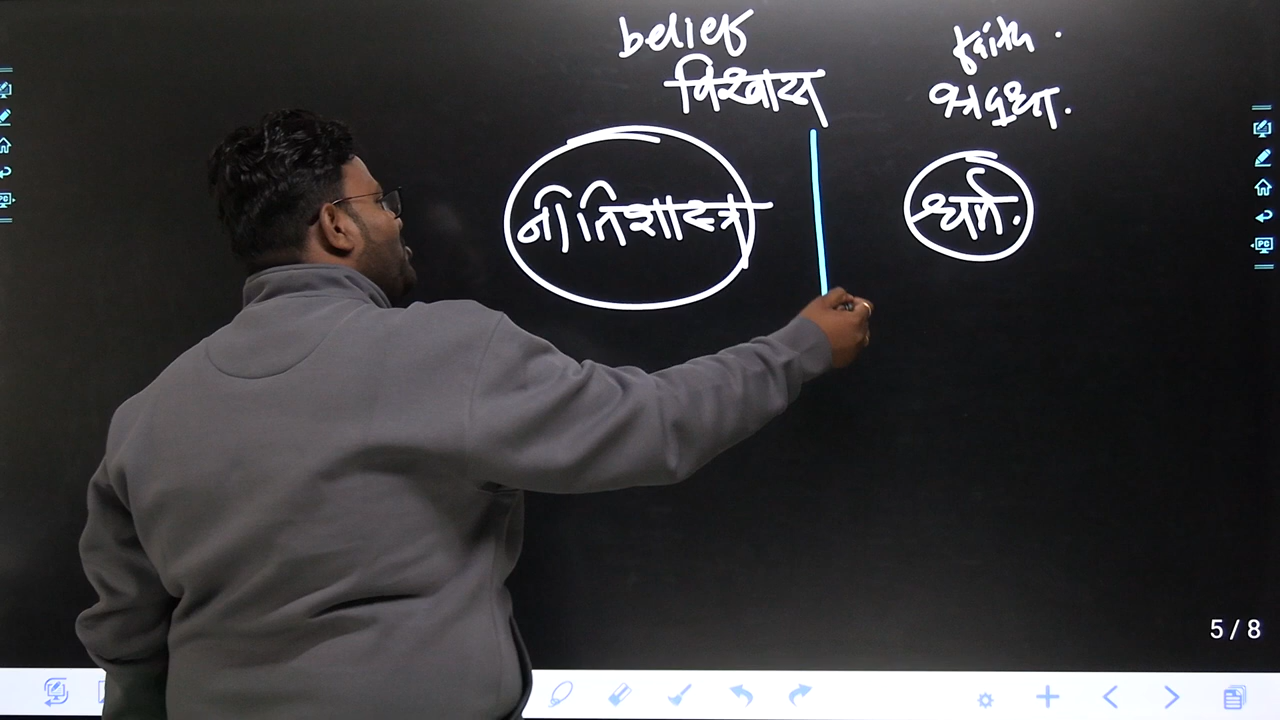 belief
विश्वास
faith.
श्रद्धा.
नीतिशास्त्र
धर्म.
5/8